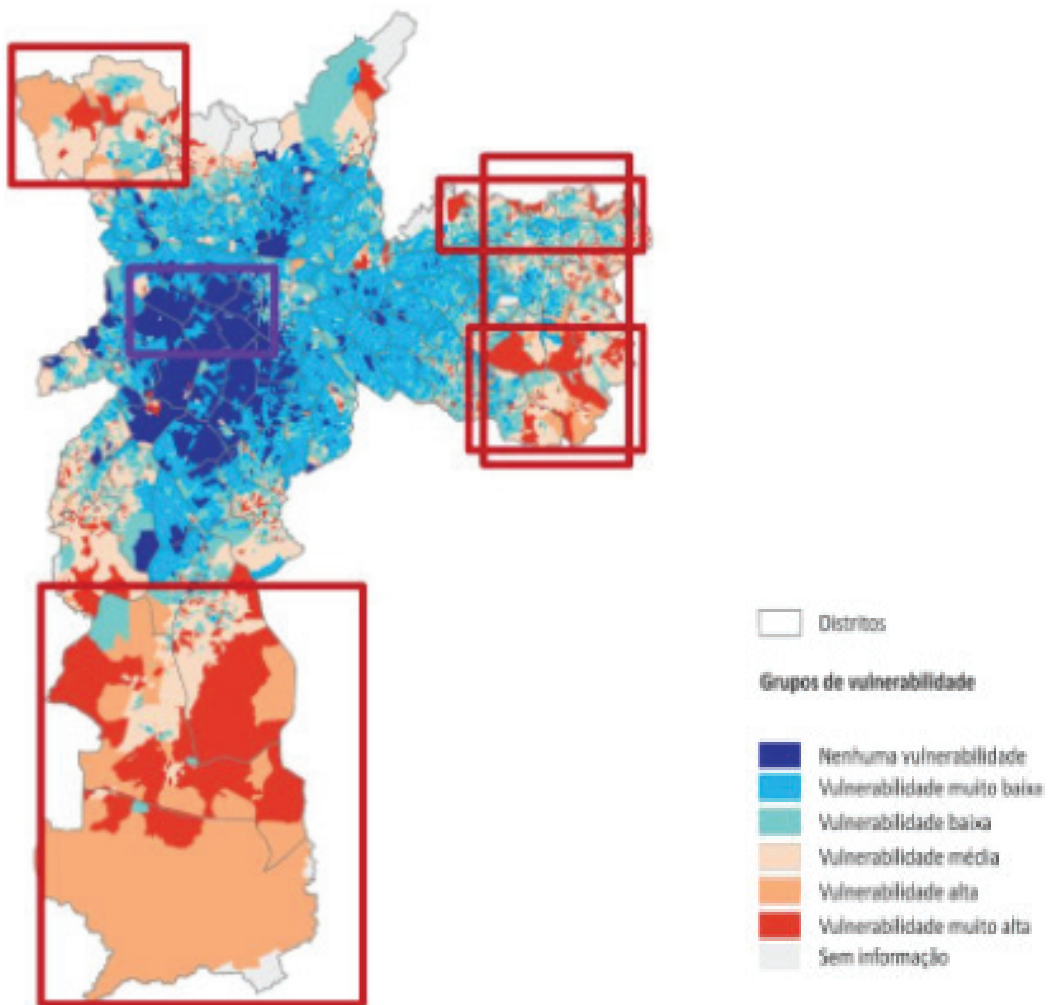 Distritos
Grupos de vulnerabilidade
Nenhuma vulnerabilidade
Vulnerabilidade muito baixa
Vulnerabilidade baixa
Vulnerabilidade média
Vulnerabilidade alta
Vulnerabilidade muito alta
Sem informação